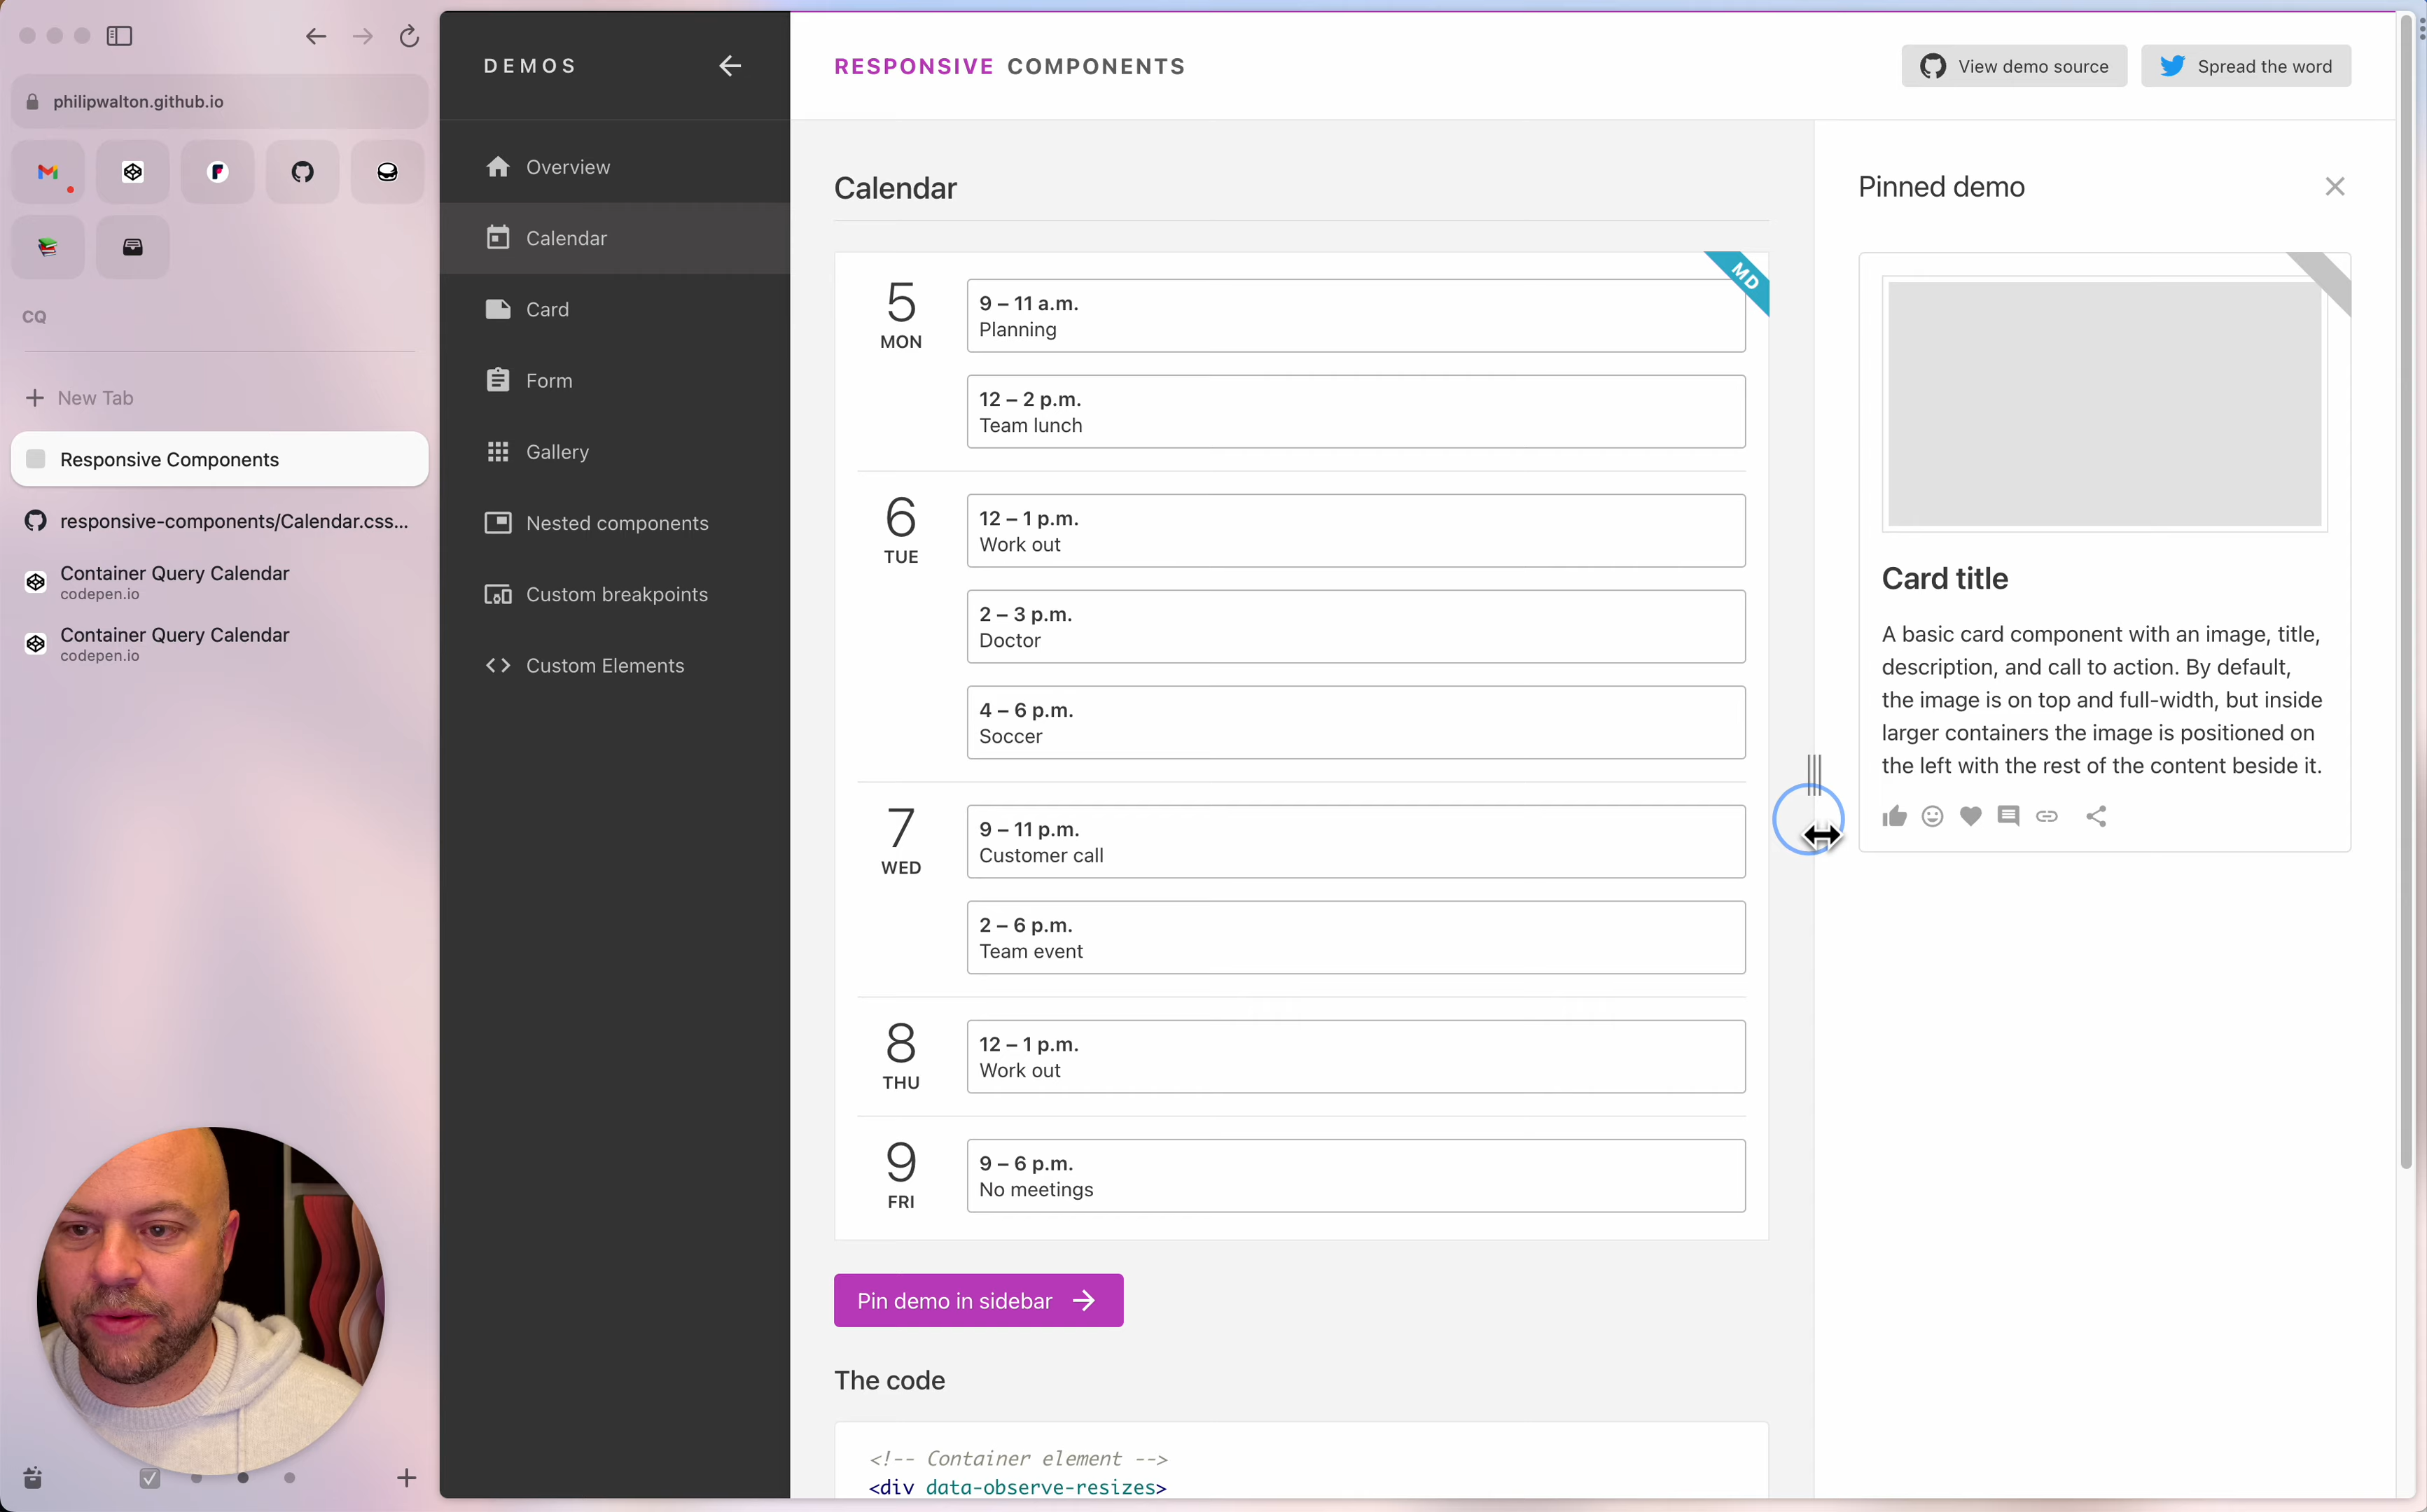 philipwalton.github.io
CQ
New Tab
Responsive Components
responsive-components/Calendar.css...
Container Query Calendar
codepen.io
Container Query Calendar
codepen.io
DEMOS
Overview
Calendar
Card
Form
Gallery
Nested components
Custom breakpoints
Custom Elements
RESPONSIVE COMPONENTS
View demo source
Spread the word
Calendar
MD
5
MON
9 – 11 a.m.
Planning
12 – 2 p.m.
Team lunch
6
TUE
12 – 1 p.m.
Work out
2 – 3 p.m.
Doctor
4 – 6 p.m.
Soccer
7
WED
9 – 11 p.m.
Customer call
2 – 6 p.m.
Team event
8
THU
12 – 1 p.m.
Work out
9
FRI
9 – 6 p.m.
No meetings
Pin demo in sidebar
The code
<!-- Container element -->
<div data-observe-resizes>
Pinned demo
Card title
A basic card component with an image, title,
description, and call to action. By default,
the image is on top and full-width, but inside
larger containers the image is positioned on
the left with the rest of the content beside it.